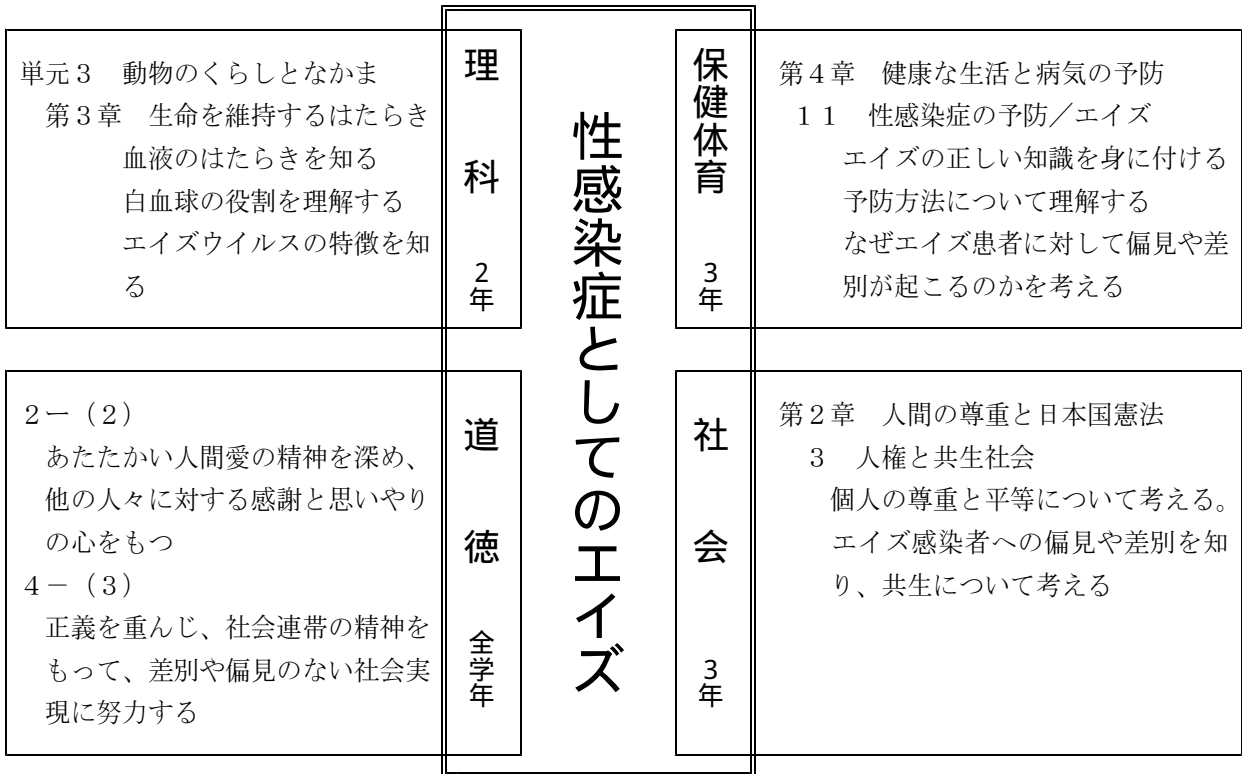 理科 2年
単元3 動物のくらしとなかま
第3章 生命を維持するはたらき
血液のはたらきを知る
白血球の役割を理解する
エイズウイルスの特徴を知
る
道徳 全学年
2ー(2)
あたたかい人間愛の精神を深め、
他の人々に対する感謝と思いやり
の心をもつ
4-(3)
正義を重んじ、社会連帯の精神を
もって、差別や偏見のない社会実
現に努力する
性感染症としてのエイズ
保健体育 3年
第4章 健康な生活と病気の予防
11 性感染症の予防/エイズ
エイズの正しい知識を身に付ける
予防方法について理解する
なぜエイズ患者に対して偏見や差
別が起こるのかを考える
社会 3年
第2章 人間の尊重と日本国憲法
3 人権と共生社会
個人の尊重と平等について考える。
エイズ感染者への偏見や差別を知
り、共生について考える